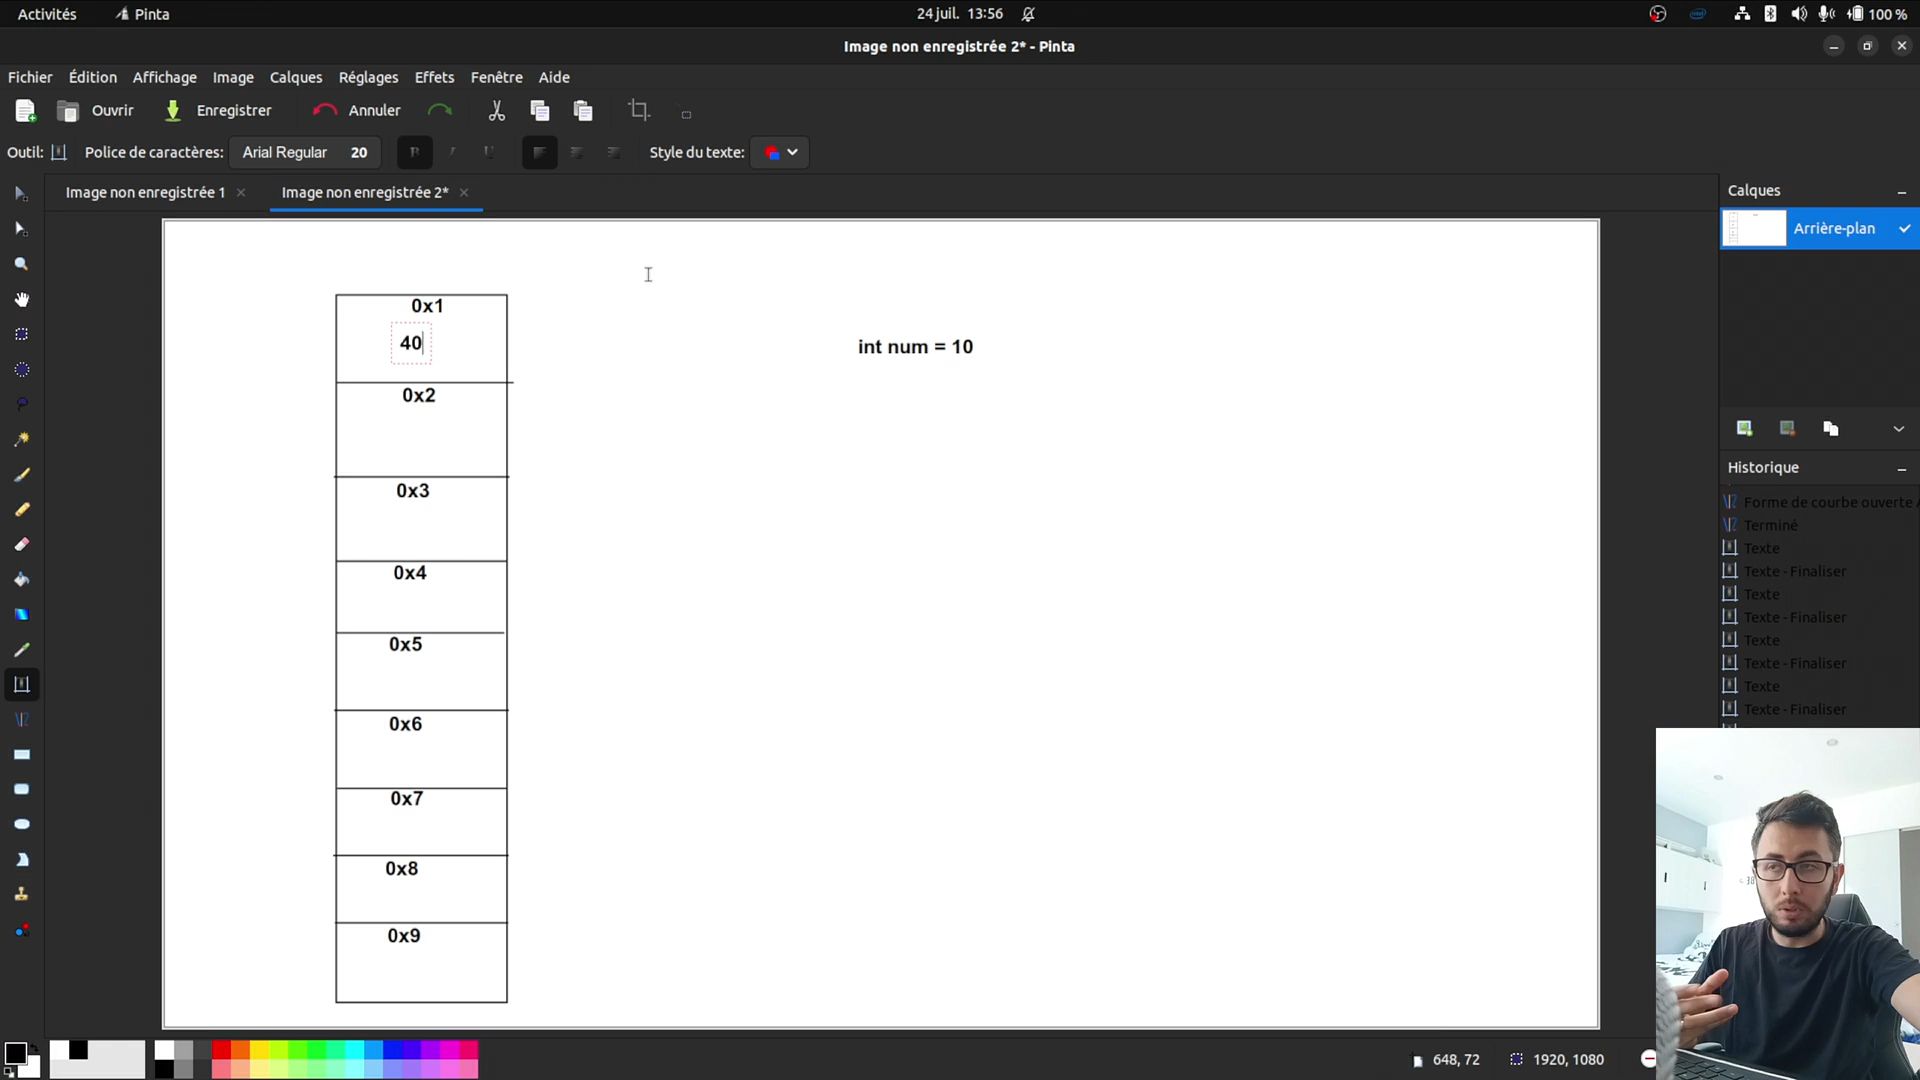 Activités Pinta 24 juil. 13:56 100 %
Image non enregistrée 2* - Pinta
Fichier Édition Affichage Image Calques Réglages Effets Fenêtre Aide
Ouvrir Enregistrer Annuler
Outil: Police de caractères: Arial Regular 20 B I U Style du texte:
Image non enregistrée 1 Image non enregistrée 2* Calques
Arrière-plan
0x1
40
int num = 10
0x2
0x3
0x4
0x5
0x6
0x7
0x8
0x9
Historique
Forme de courbe ouverte
Terminé
Texte
Texte - Finaliser
Texte
Texte - Finaliser
Texte
Texte - Finaliser
Texte
Texte - Finaliser
648, 72 1920, 1080